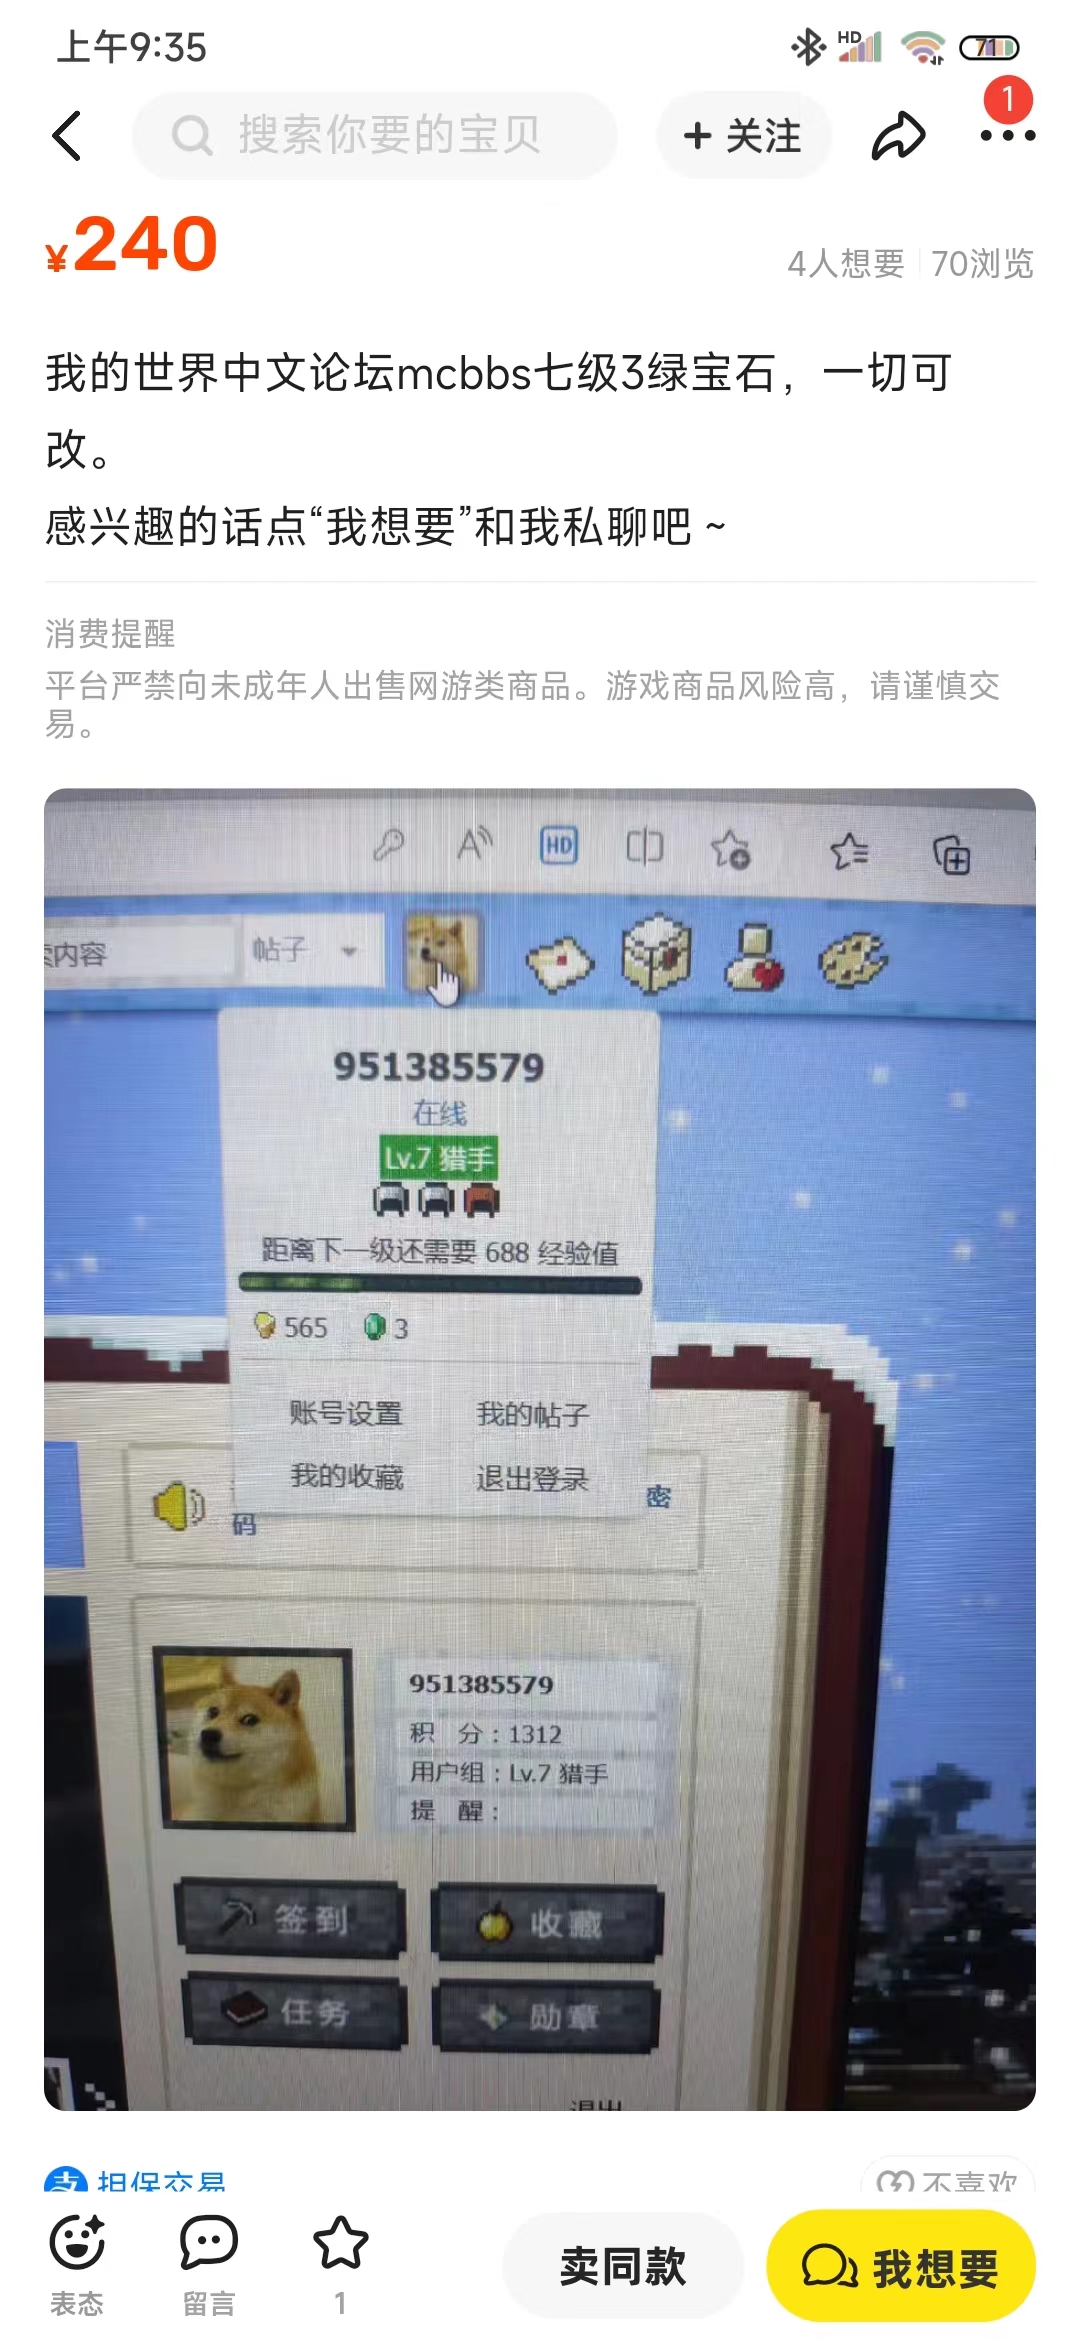 上午9:35
HD
71
搜索你要的宝贝
+ 关注
1
¥240
4人想要 70浏览
我的世界中文论坛mcbbs七级3绿宝石，一切可
改。
感兴趣的话点“我想要”和我私聊吧 ~
消费提醒
平台严禁向未成年人出售网游类商品。游戏商品风险高，请谨慎交
易。
HD
内容
帖子
951385579
在线
Lv.7 猎手
距离下一级还需要 688 经验值
565 3
账号设置 我的帖子
我的收藏 退出登录
密
码
951385579
积 分：1312
用户组：Lv.7 猎手
提 醒：
签到 收藏
任务 勋章
退出
担保交易
不喜欢
表态 留言 1
卖同款
我想要